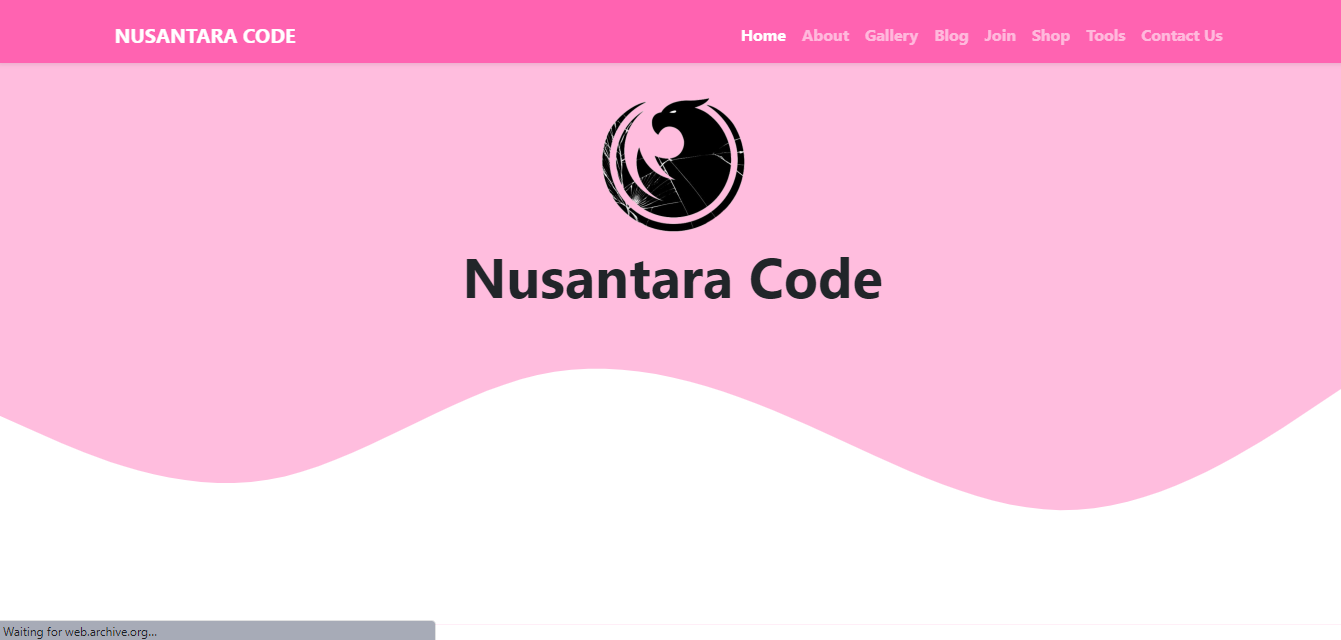 NUSANTARA CODE
Home About Gallery Blog Join Shop Tools Contact Us
Nusantara Code
Waiting for web.archive.org...